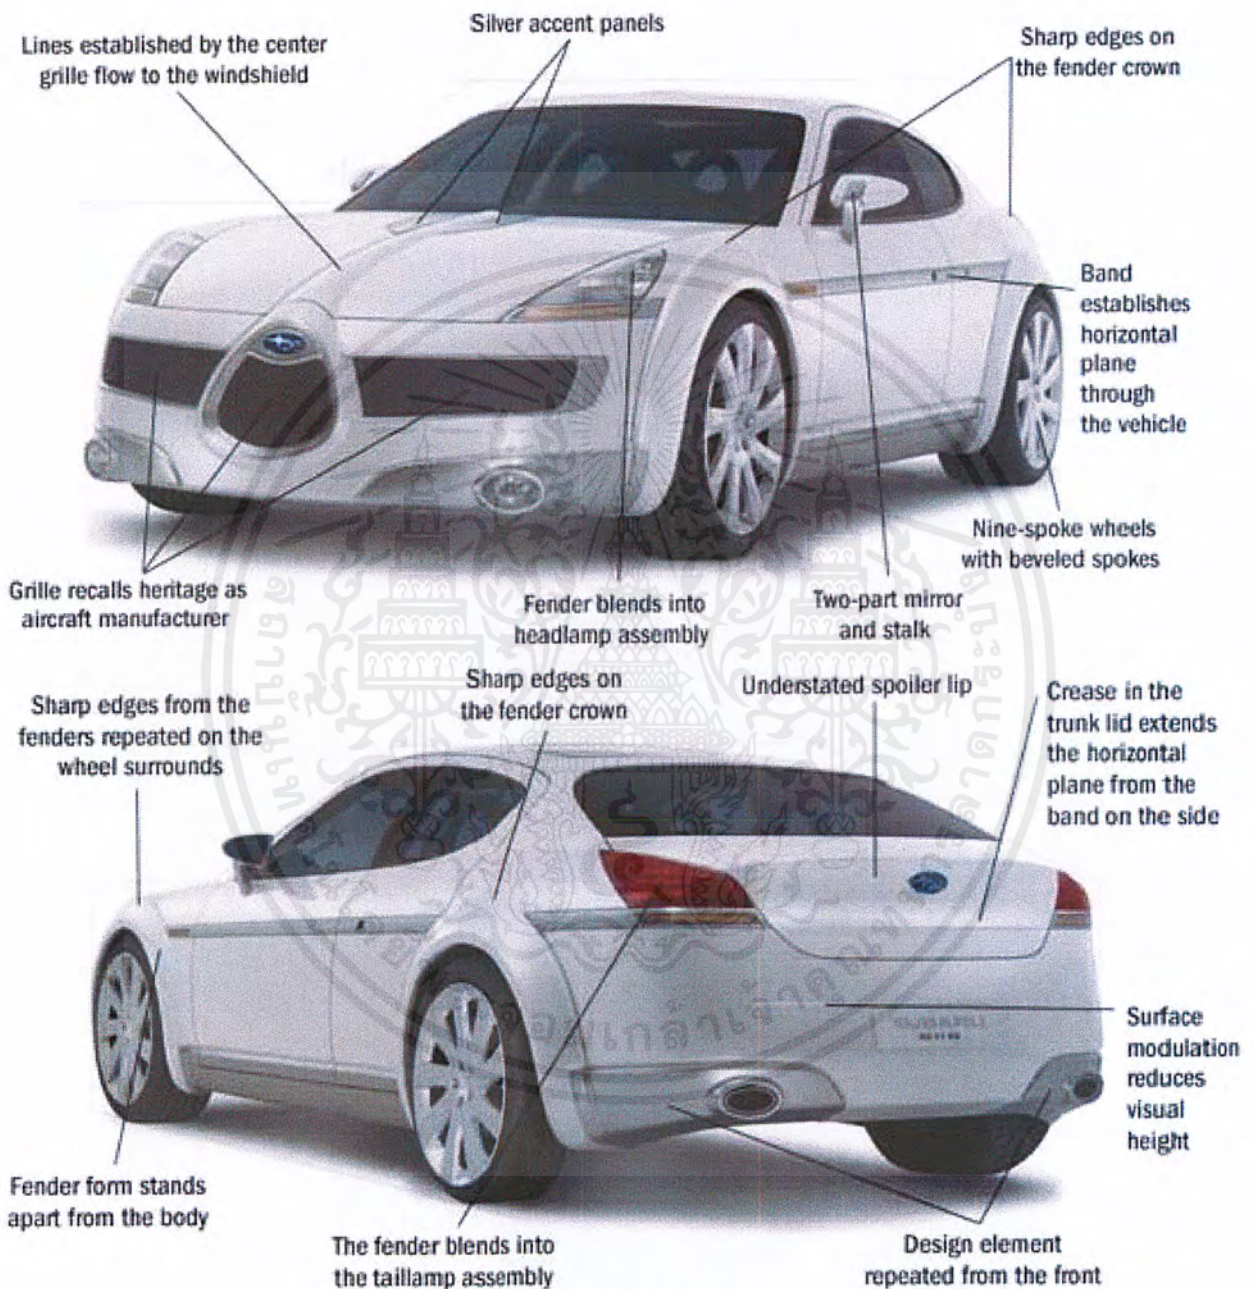 Silver accent panels
Lines established by the center
grille flow to the windshield
Sharp edges on
the fender crown
Band
establishes
horizontal
plane
through
the vehicle
Nine-spoke wheels
with beveled spokes
Grille recalls heritage as
aircraft manufacturer
Fender blends into
headlamp assembly
Two-part mirror
and stalk
Sharp edges from the
fenders repeated on the
wheel surrounds
Sharp edges on
the fender crown
Understated spoiler lip
Crease in the
trunk lid extends
the horizontal
plane from the
band on the side
Surface
modulation
reduces
visual
height
Fender form stands
apart from the body
The fender blends into
the taillamp assembly
Design element
repeated from the front